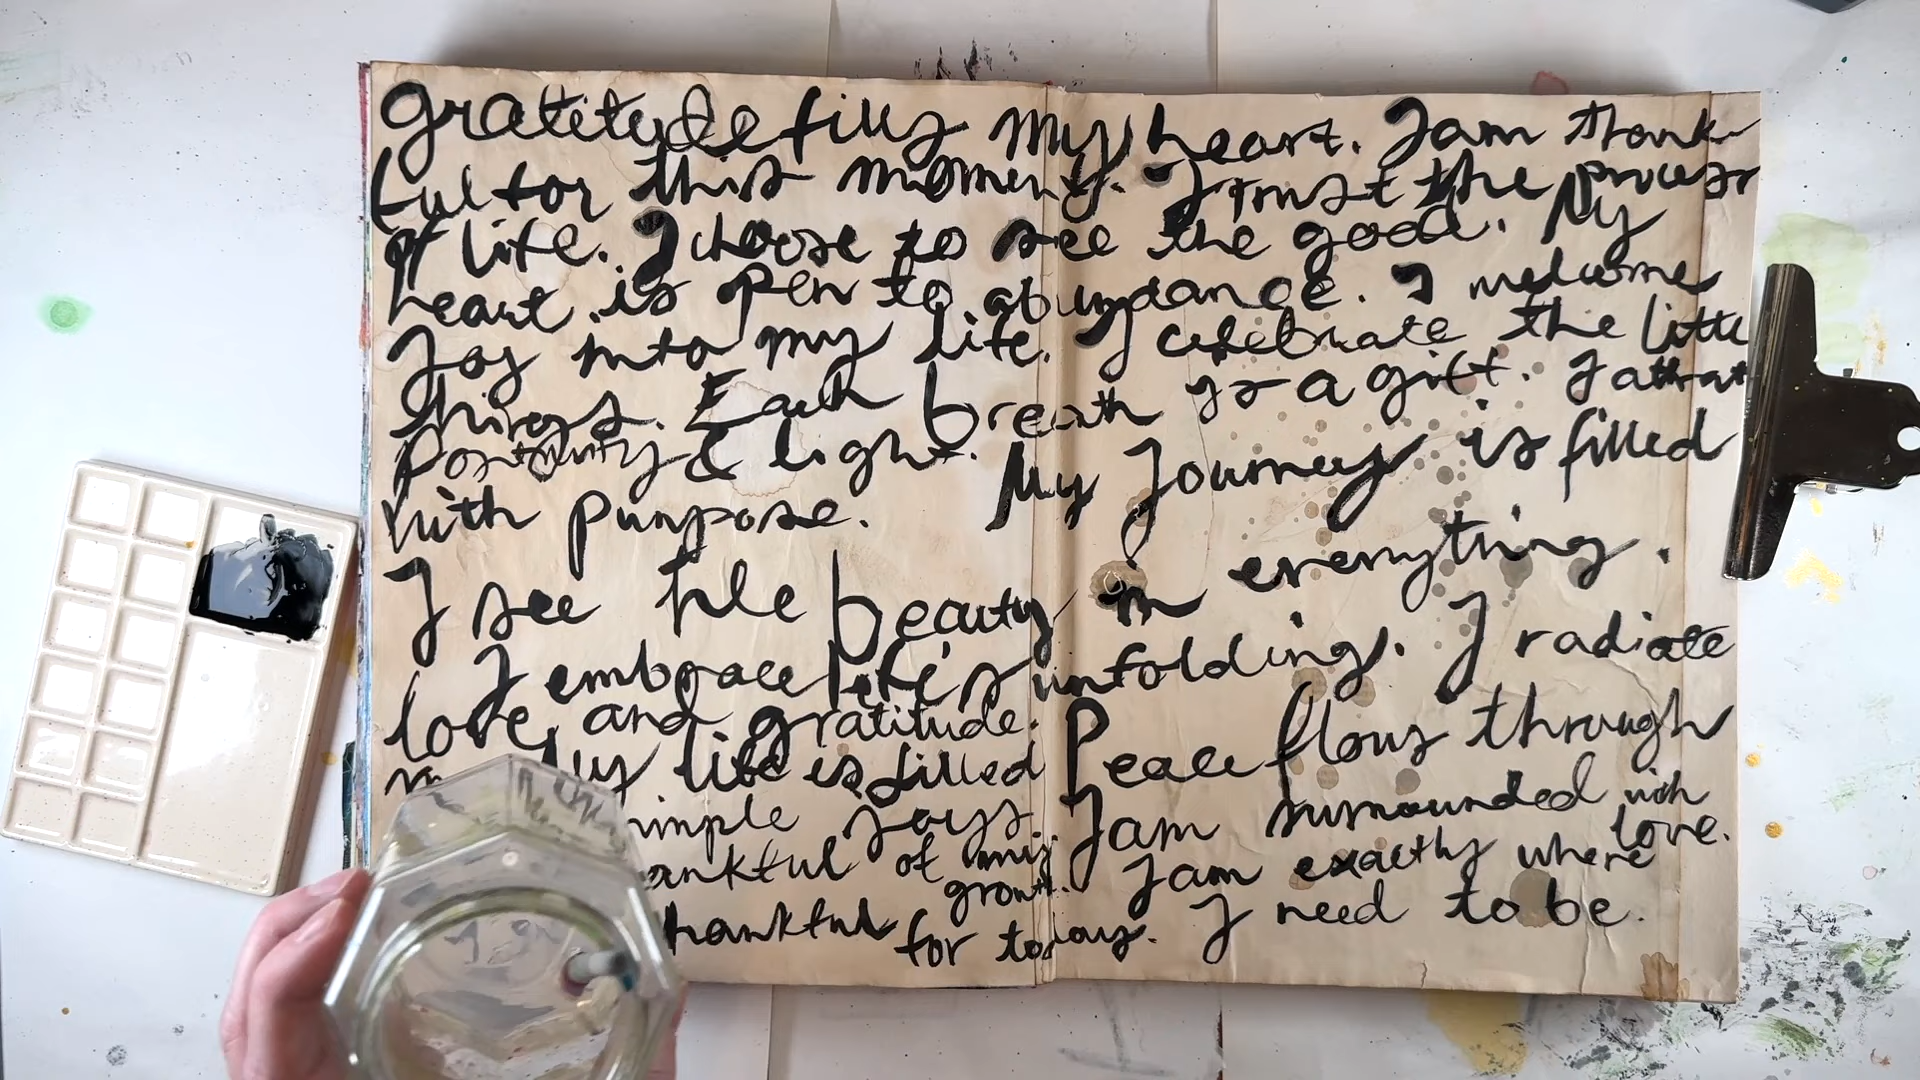 gratitude fills my heart. I am thank
ful for this moment. I trust the process
of life. I choose to see the good. My
heart is open to abundance. I welcome
Joy into my life. I celebrate the little
things. Each breath is a gift. I attract
Positivity & light. My Journey is filled
with purpose.
I see the beauty in everything.
I embrace life's unfolding. I radiate
love and gratitude. Peace flows through
My life is filled
simple Joys. I am surrounded with
love.
thankful of my
growth. I am exactly where
thankful for today. I need to be.